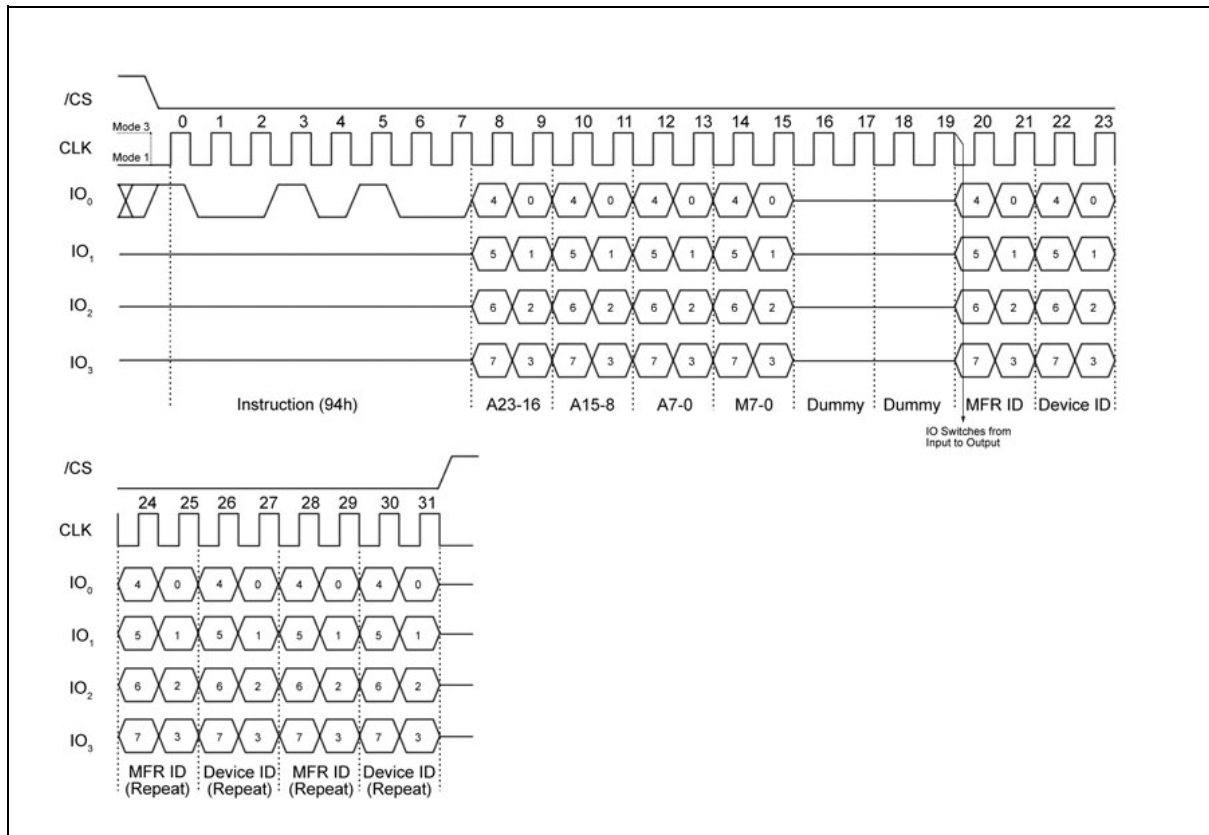 /CS
Mode 3
0 1 2 3 4 5 6 7 8 9 10 11 12 13 14 15 16 17 18 19 20 21 22 23
CLK
Mode 1
IO0 4 0 4 0 4 0 4 0 4 0 4 0
IO1 5 1 5 1 5 1 5 1 5 1 5 1
IO2 6 2 6 2 6 2 6 2 6 2 6 2
IO3 7 3 7 3 7 3 7 3 7 3 7 3
Instruction (94h) A23-16 A15-8 A7-0 M7-0 Dummy Dummy MFR ID Device ID
IO Switches from
Input to Output
/CS
24 25 26 27 28 29 30 31
CLK
IO0 4 0 4 0 4 0 4 0
IO1 5 1 5 1 5 1 5 1
IO2 6 2 6 2 6 2 6 2
IO3 7 3 7 3 7 3 7 3
MFR ID Device ID MFR ID Device ID
(Repeat) (Repeat) (Repeat) (Repeat)